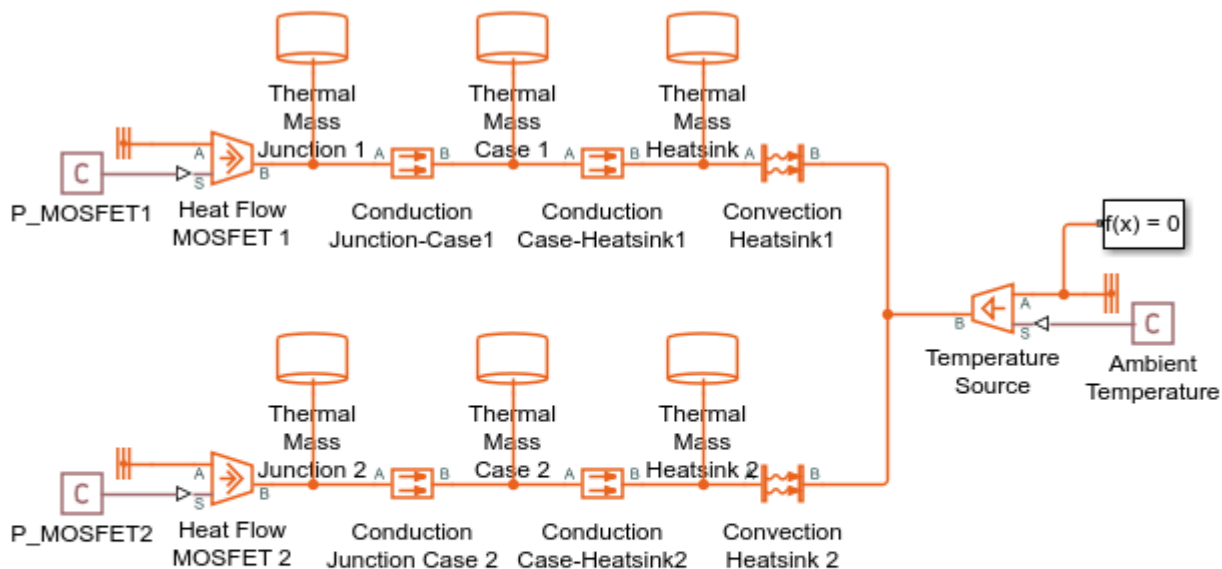 Thermal
Mass
Junction 1
Thermal
Mass
Case 1
Thermal
Mass
Heatsink
A
S
B
A
B
A
B
A
B
C
P_MOSFET1
Heat Flow
MOSFET 1
Conduction
Junction-Case1
Conduction
Case-Heatsink1
Convection
Heatsink1
f(x) = 0
B
A
S
C
Temperature
Source
Ambient
Temperature
Thermal
Mass
Junction 2
Thermal
Mass
Case 2
Thermal
Mass
Heatsink 2
A
S
B
A
B
A
B
A
B
C
P_MOSFET2
Heat Flow
MOSFET 2
Conduction
Junction Case 2
Conduction
Case-Heatsink2
Convection
Heatsink 2